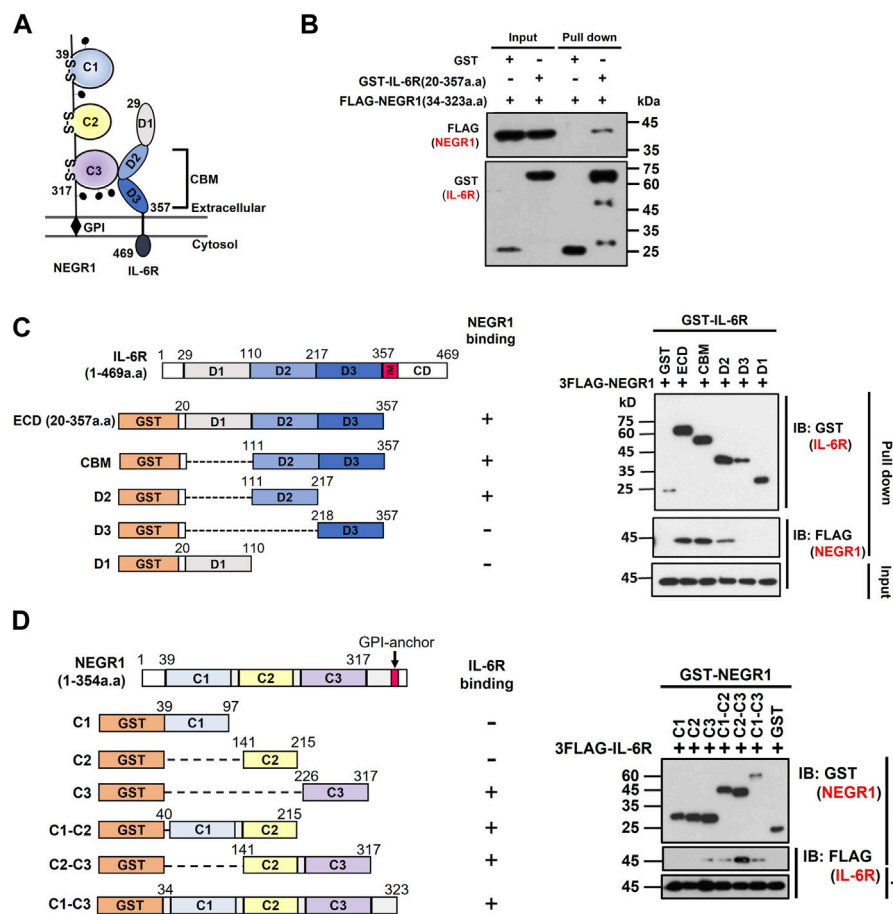 A
39
S-S
C1
S-S
C2
29
D1
D2
S-S
C3
CBM
D3
317
357
Extracellular
GPI
Cytosol
469
NEGR1
IL-6R
B
Input
Pull down
GST
+ - + -
GST-IL-6R(20-357a.a)
- + - +
FLAG-NEGR1(34-323a.a)
+ + + +
kDa
FLAG
(NEGR1)
45
35
GST
(IL-6R)
75
60
45
35
25
C
NEGR1
binding
IL-6R
(1-469a.a)
1 29 110 217 357 469
D1 D2 D3 TM CD
ECD (20-357a.a)
20 357
GST D1 D2 D3 +
CBM
111 357
GST D2 D3 +
D2
111 217
GST D2 +
D3
218 357
GST D3 -
D1
20 110
GST D1 -
GST-IL-6R
GST ECD CBM D2 D3 D1
3FLAG-NEGR1 + + + + + +
kD
75
60
45
35
25
IB: GST
(IL-6R)
45
IB: FLAG
(NEGR1)
45
Pull down
Input
D
GPI-anchor
NEGR1
(1-354a.a)
1 39 317
C1 C2 C3
IL-6R
binding
C1
39 97
GST C1 -
C2
141 215
GST C2 -
C3
226 317
GST C3 +
C1-C2
40 215
GST C1 C2 +
C2-C3
141 317
GST C2 C3 +
C1-C3
34 323
GST C1 C2 C3 +
GST-NEGR1
C1 C2 C3 C1-C2 C2-C3 C1-C3 GST
3FLAG-IL-6R + + + + + + +
60
45
35
25
IB: GST
(NEGR1)
45
IB: FLAG
(IL-6R)
45